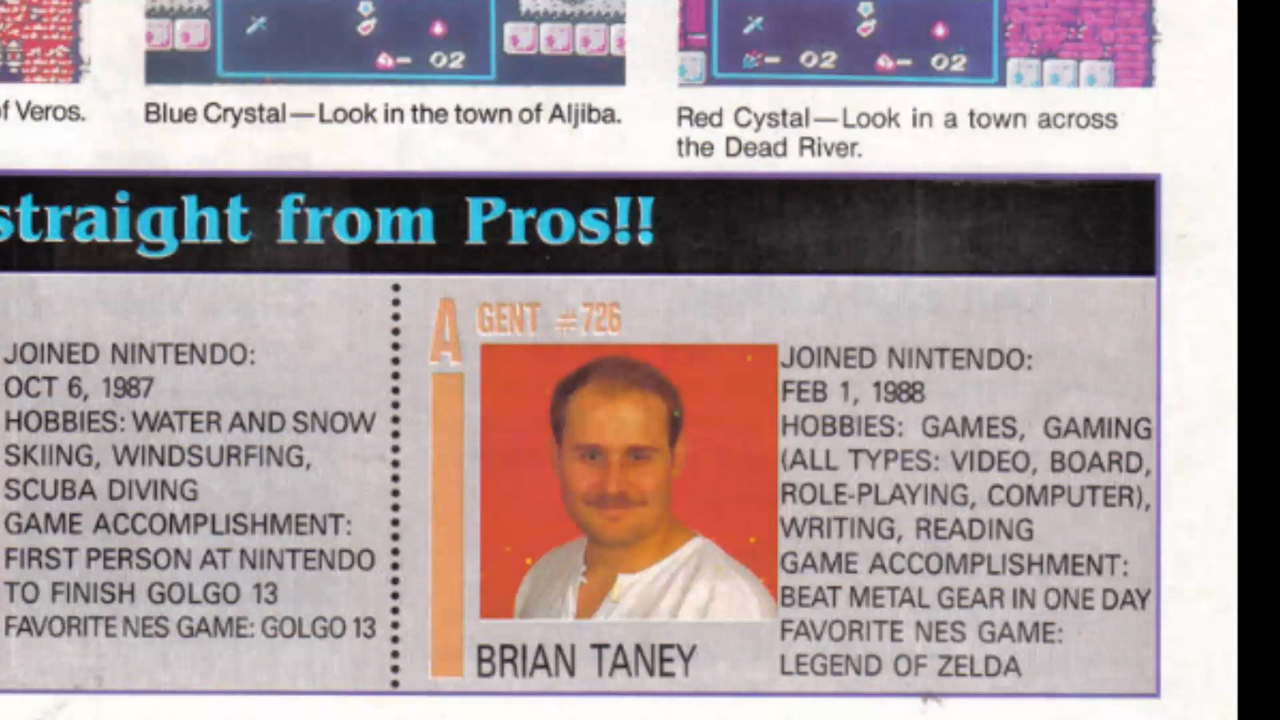 02
02
02
of Veros.
Blue Crystal—Look in the town of Aljiba.
Red Cystal—Look in a town across
the Dead River.
straight from Pros!!
JOINED NINTENDO:
OCT 6, 1987
HOBBIES: WATER AND SNOW
SKIING, WINDSURFING,
SCUBA DIVING
GAME ACCOMPLISHMENT:
FIRST PERSON AT NINTENDO
TO FINISH GOLGO 13
FAVORITE NES GAME: GOLGO 13
AGENT #726
BRIAN TANEY
JOINED NINTENDO:
FEB 1, 1988
HOBBIES: GAMES, GAMING
(ALL TYPES: VIDEO, BOARD,
ROLE-PLAYING, COMPUTER),
WRITING, READING
GAME ACCOMPLISHMENT:
BEAT METAL GEAR IN ONE DAY
FAVORITE NES GAME:
LEGEND OF ZELDA